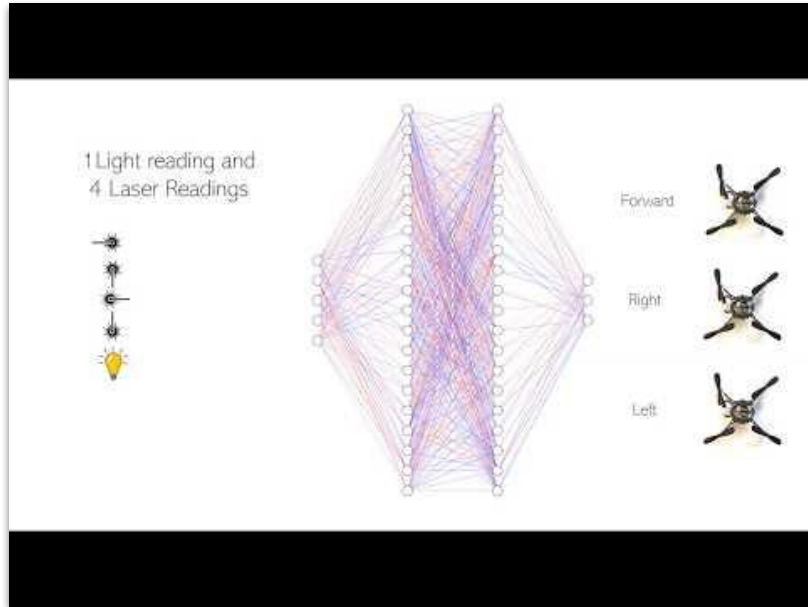 1 Light reading and
4 Laser Readings
Forward
Right
Left